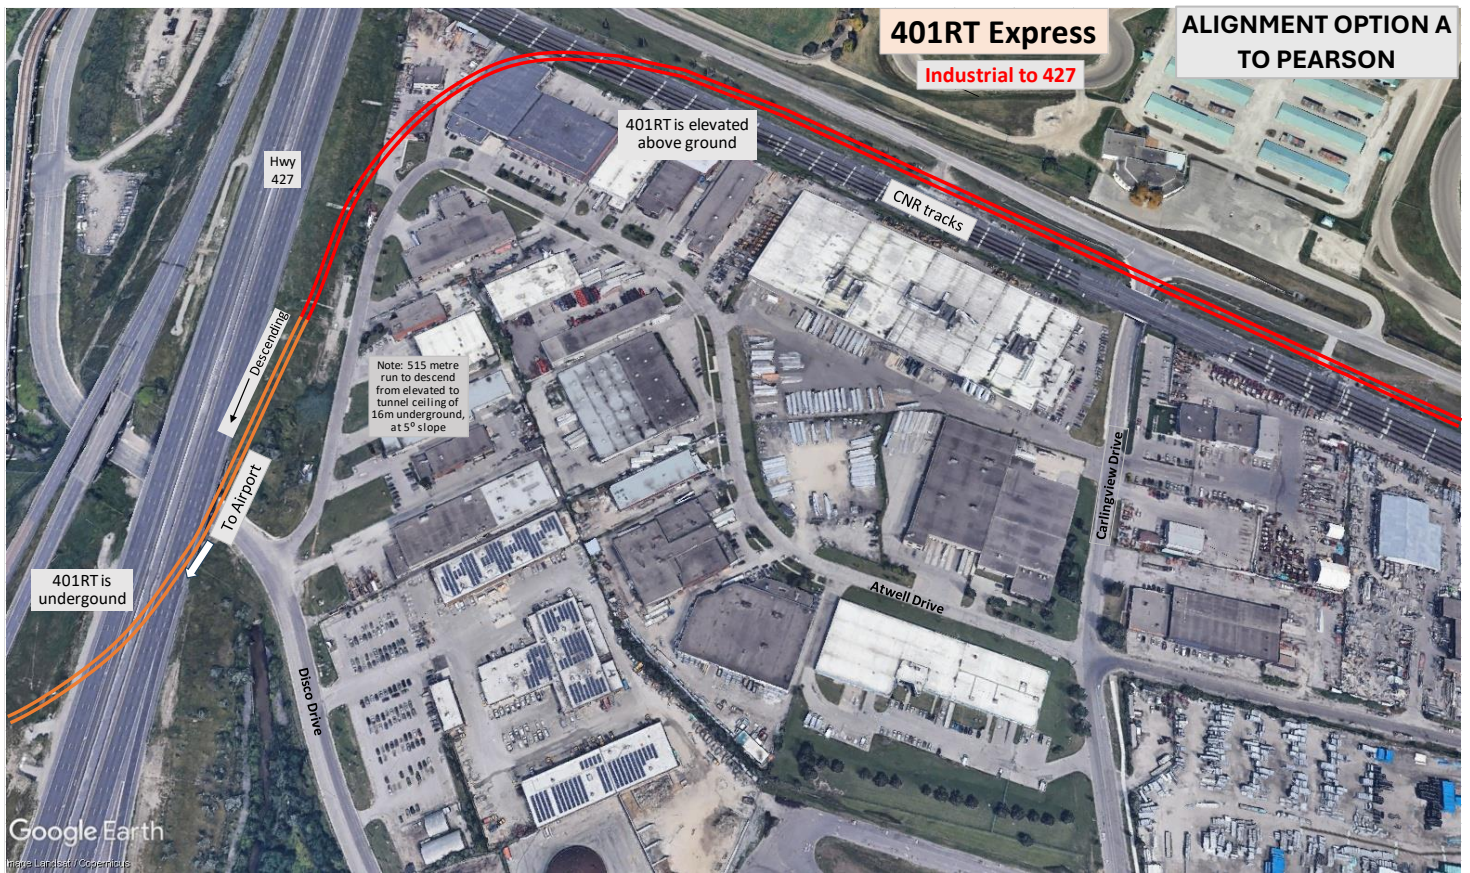 401RT Express
Industrial to 427
ALIGNMENT OPTION A
TO PEARSON
401RT is elevated
above ground
Hwy
427
CNR tracks
Descending
Note: 515 metre
run to descend
from elevated to
tunnel ceiling of
16m underground,
at 5° slope
To Airport
Carlingview Drive
401RT is
undergound
Atwell Drive
Disco Drive
Google Earth
Image Landsat / Copernicus